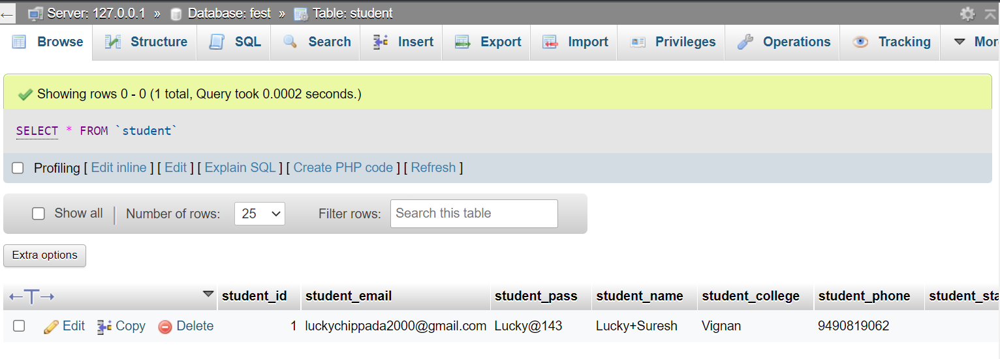 Server: 127.0.0.1 » Database: fest » Table: student
Browse Structure SQL Search Insert Export Import Privileges Operations Tracking Mor
Showing rows 0 - 0 (1 total, Query took 0.0002 seconds.)
SELECT * FROM `student`
Profiling [ Edit inline ] [ Edit ] [ Explain SQL ] [ Create PHP code ] [ Refresh ]
Show all | Number of rows: 25 Filter rows: Search this table
Extra options
←T→ student_id student_email student_pass student_name student_college student_phone student_sta
Edit Copy Delete 1 luckychippada2000@gmail.com Lucky@143 Lucky+Suresh Vignan 9490819062